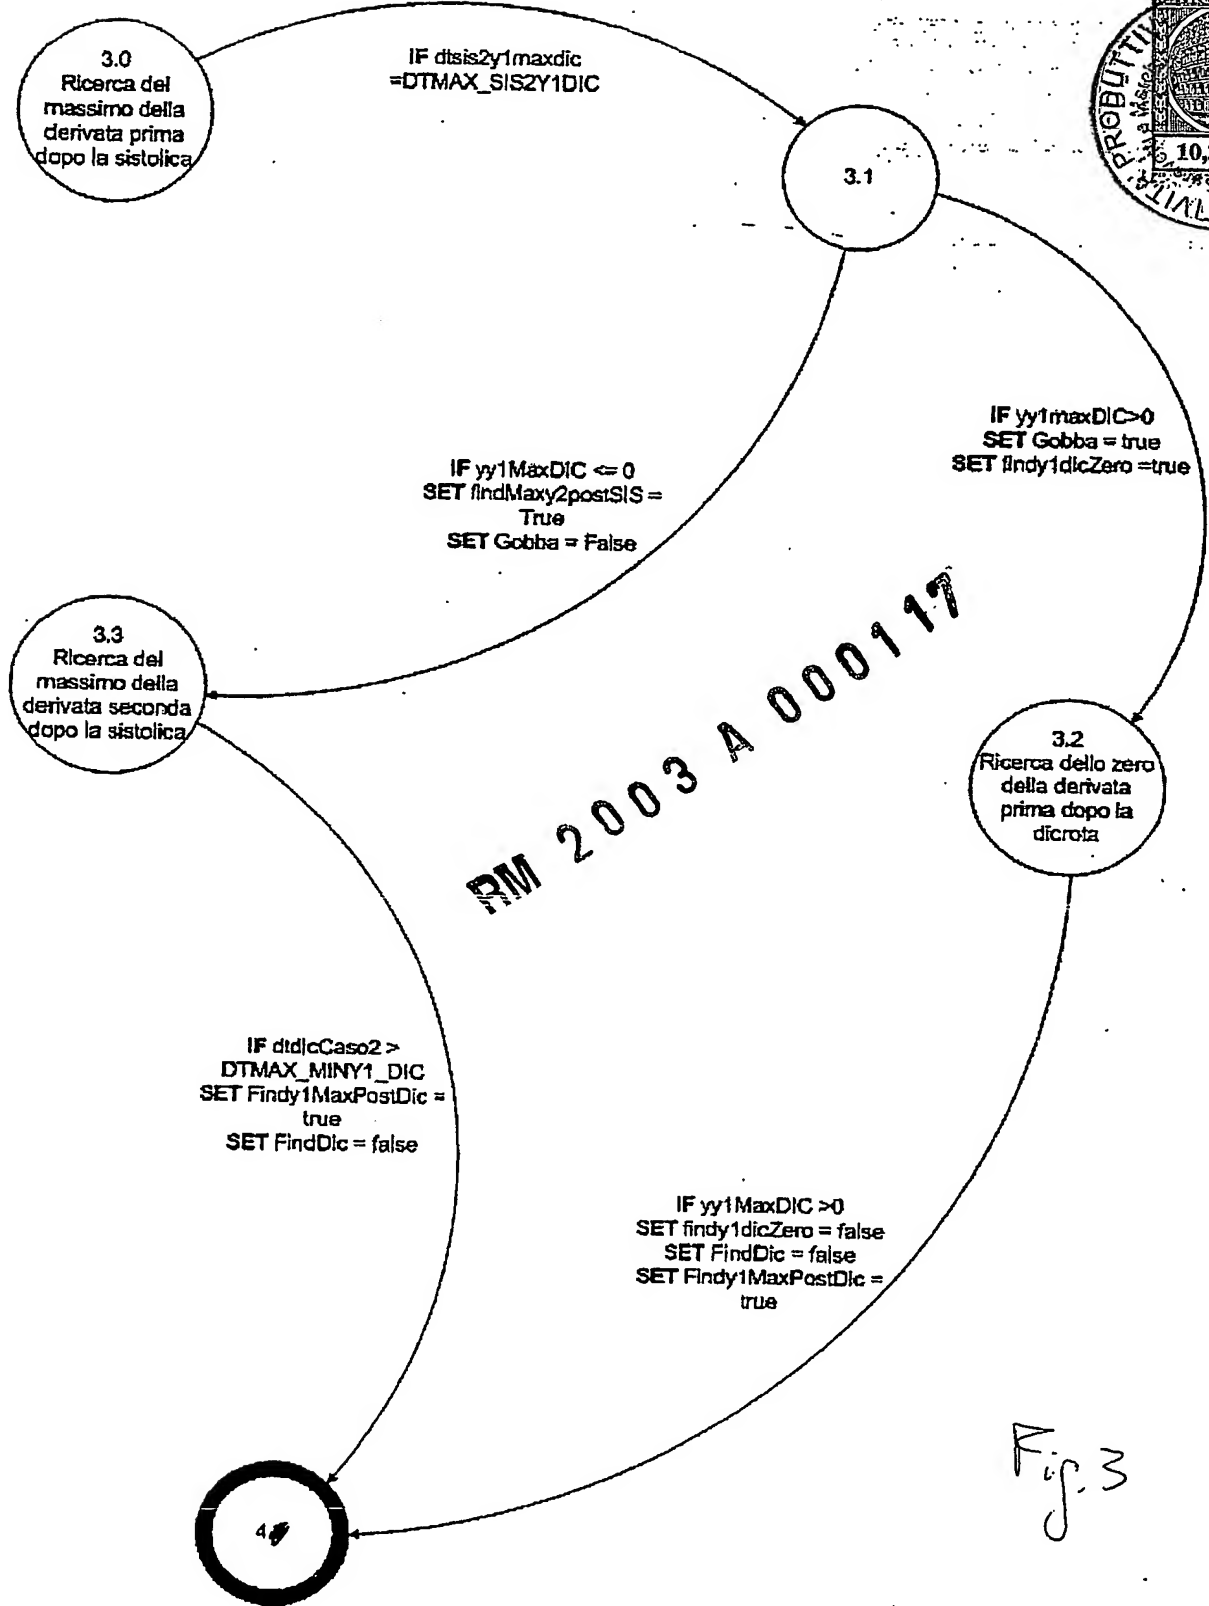 3.0
Ricerca del
massimo della
derivata prima
dopo la sistolica
IF dtsis2y1maxdic
=DTMAX_SIS2Y1DIC
3.1
PRODUTTI
10,
IF yy1maxDIC>0
SET Gobba = true
SET findy1dicZero =true
IF yy1MaxDIC <= 0
SET findMaxy2postSIS =
True
SET Gobba = False
3.3
Ricerca del
massimo della
derivata seconda
dopo la sistolica
RM 2003 A 000117
3.2
Ricerca dello zero
della derivata
prima dopo la
dicrota
IF dtdicCaso2 >
DTMAX_MINY1_DIC
SET Findy1MaxPostDic =
true
SET FindDic = false
IF yy1MaxDIC >0
SET findy1dicZero = false
SET FindDic = false
SET Findy1MaxPostDic =
true
Fig. 3